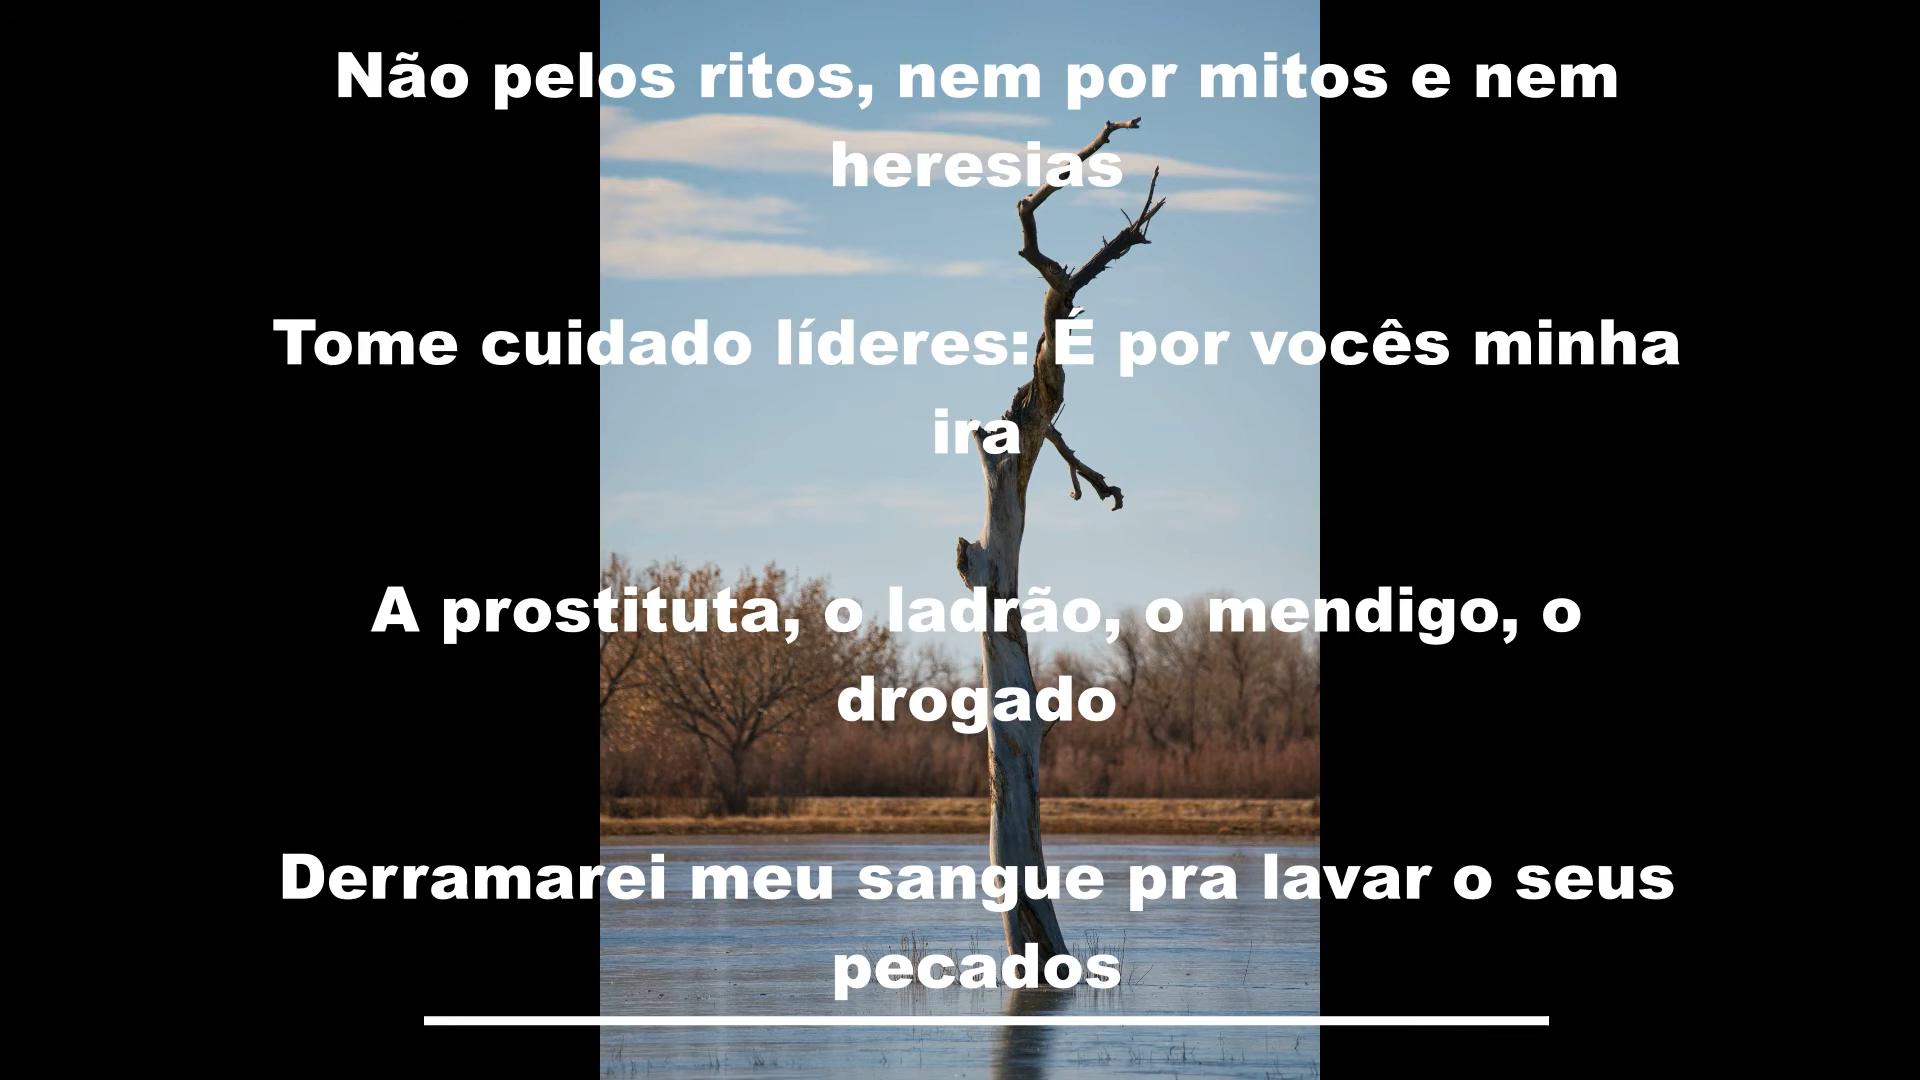 Não pelos ritos, nem por mitos e nem
heresias
Tome cuidado líderes: É por vocês minha
ira
A prostituta, o ladrão, o mendigo, o
drogado
Derramarei meu sangue pra lavar o seus
pecados